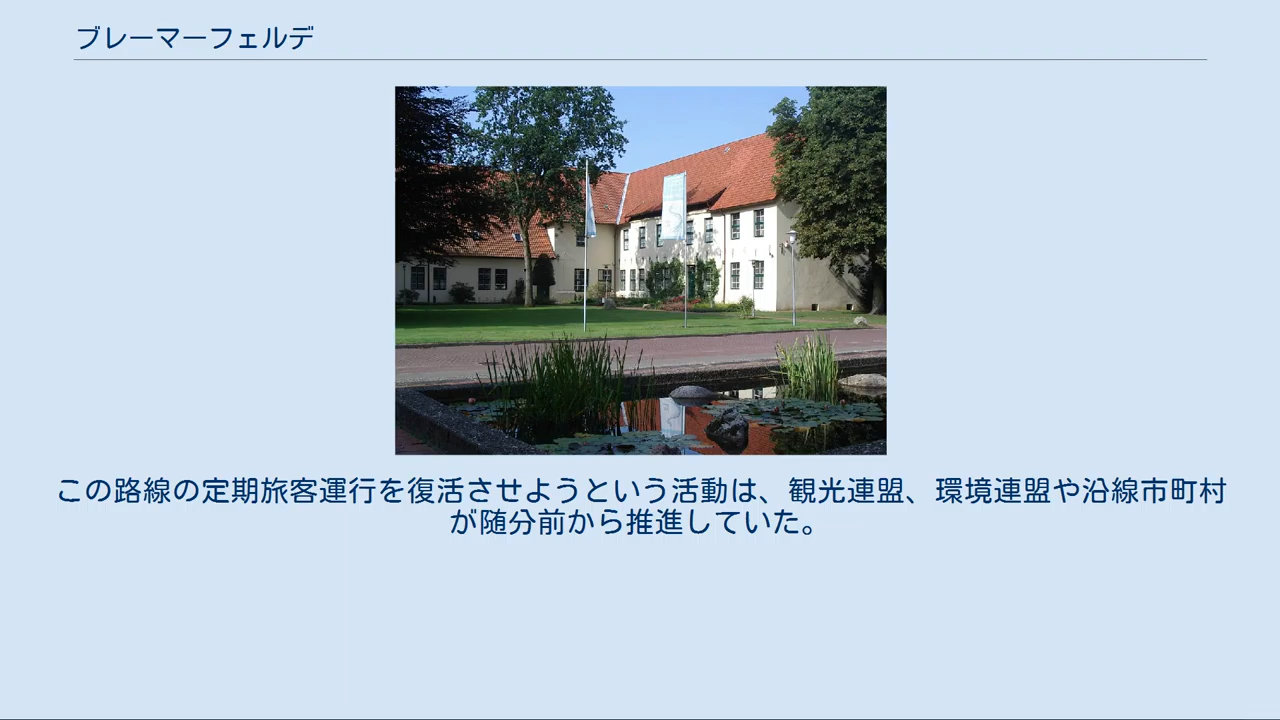 ブレーマーフェルデ
この路線の定期旅客運行を復活させようという活動は、観光連盟、環境連盟や沿線市町村
が随分前から推進していた。